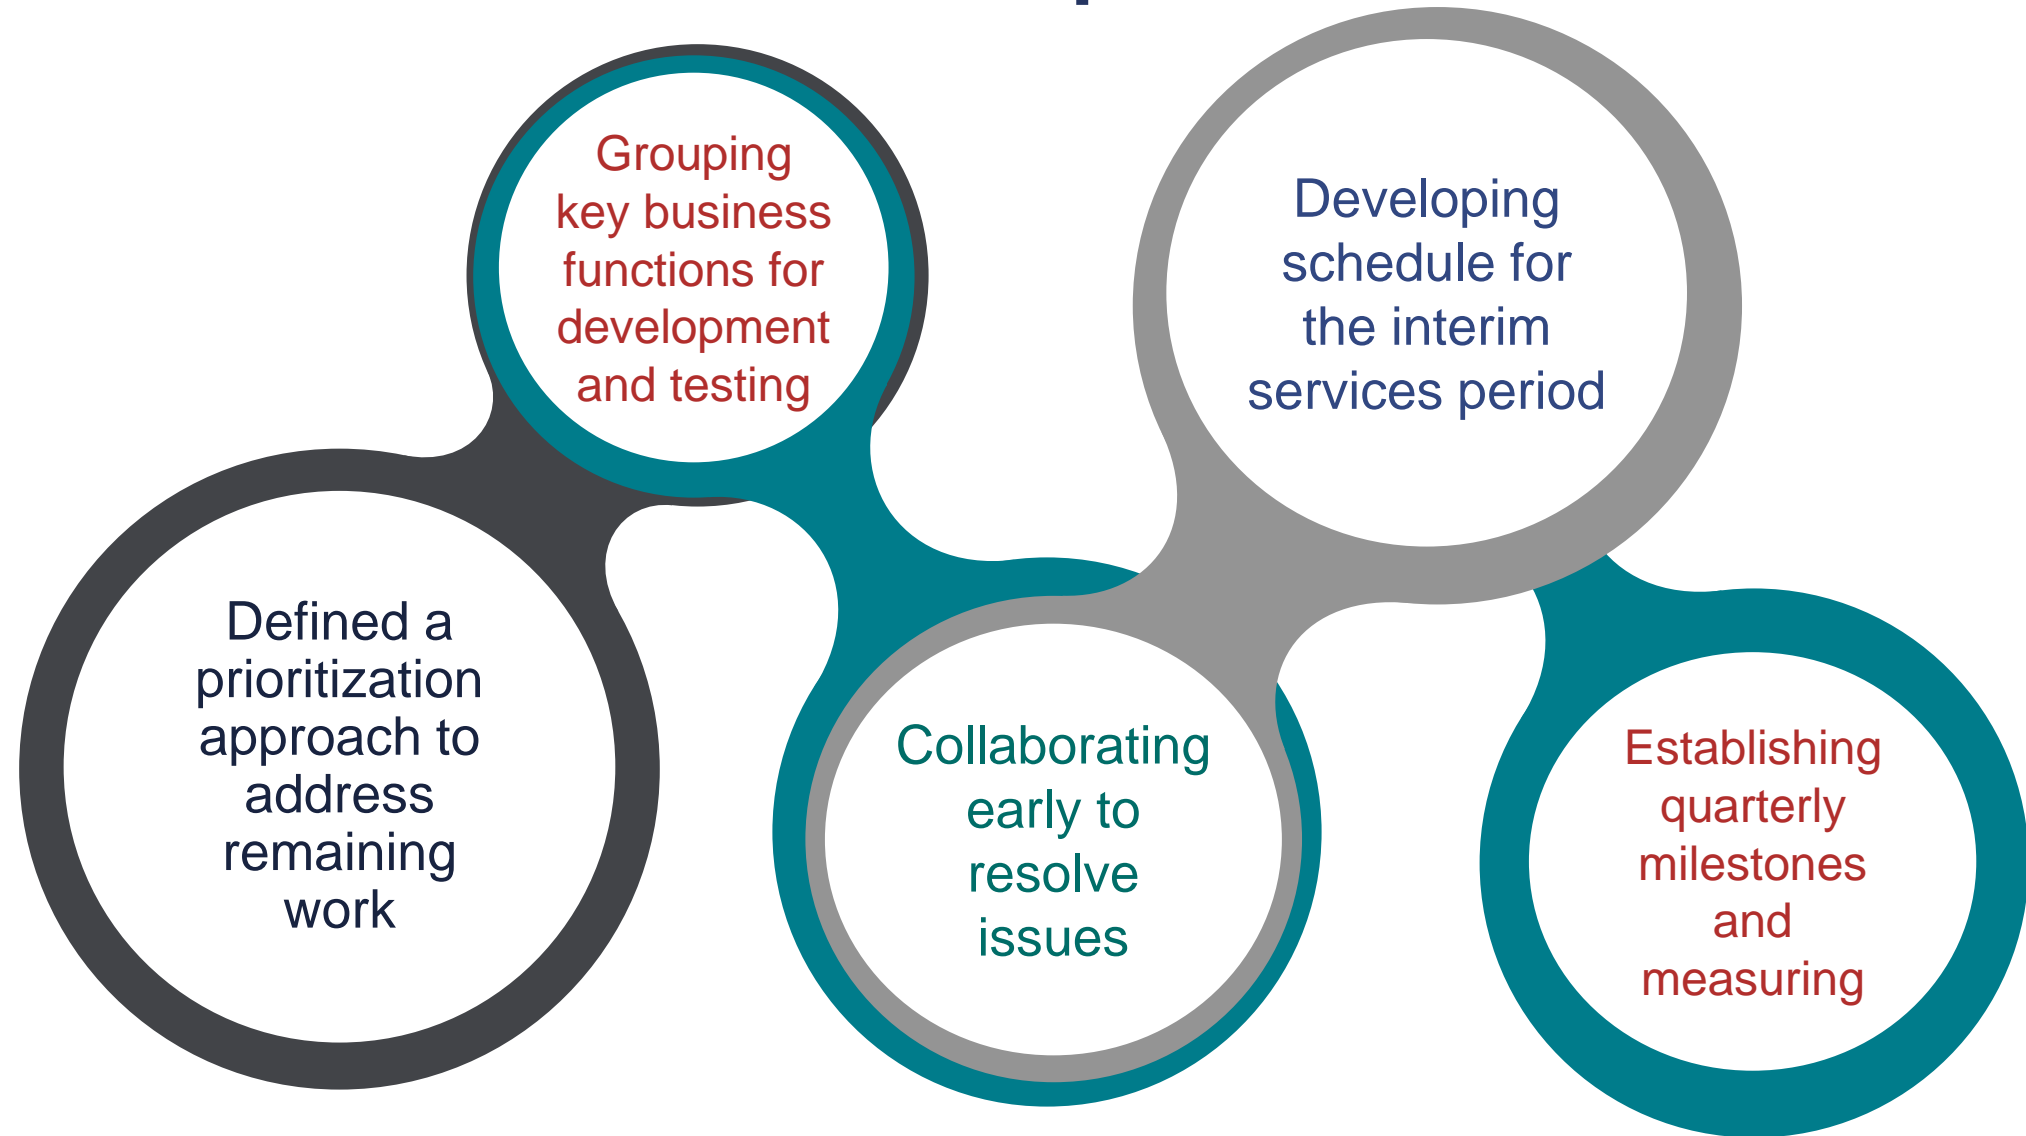 Grouping
key business
functions for
development
and testing
Developing
schedule for
the interim
services period
Defined a
prioritization
approach to
address
remaining
work
Collaborating
early to
resolve
issues
Establishing
quarterly
milestones
and
measuring